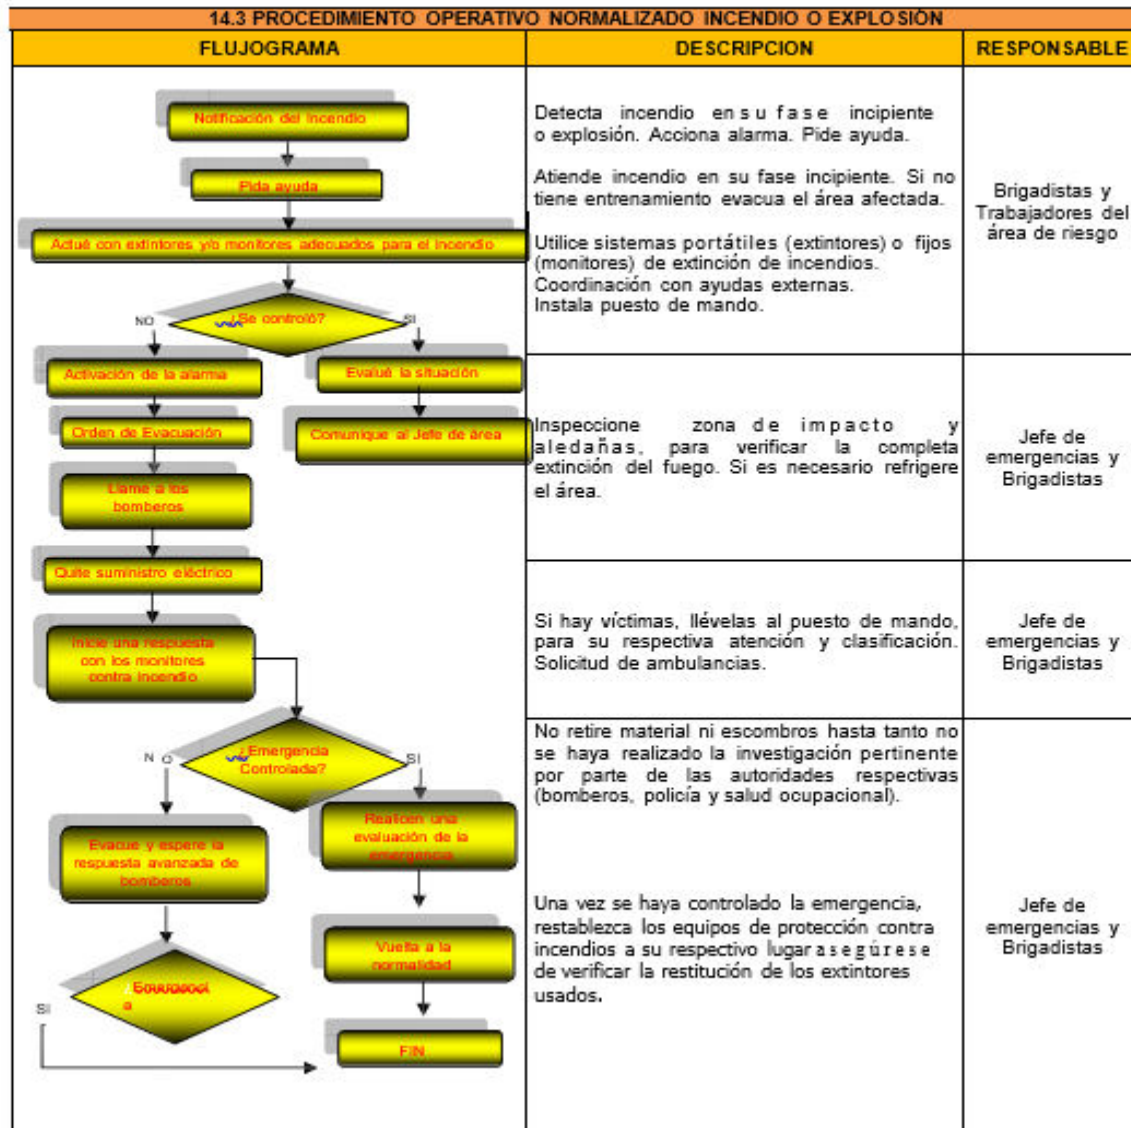 14.3 PROCEDIMIENTO OPERATIVO NORMALIZADO INCENDIO O EXPLOSIÓN
FLUJOGRAMA
DESCRIPCION
RESPONSABLE
Notificación del Incendio
Pida ayuda
Actué con extintores y/o monitores adecuados para el incendio
¿Se controló?
NO
SI
Activación de la alarma
Evalué la situación
Orden de Evacuación
Comunique al Jefe de área
Llame a los
bomberos
Quite suministro eléctrico
Inicie una respuesta
con los monitores
contra incendio
¿Emergencia
Controlada?
N O
SI
Evacue y espere la
respuesta avanzada de
bomberos
Realicen una
evaluación de la
emergencia
Vuelta a la
normalidad
Emergenci
a
SI
FIN
Detecta incendio en su fase incipiente
o explosión. Acciona alarma. Pide ayuda.
Atiende incendio en su fase incipiente. Si no
tiene entrenamiento evacua el área afectada.
Utilice sistemas portátiles (extintores) o fijos
(monitores) de extinción de incendios.
Coordinación con ayudas externas.
Instala puesto de mando.
Brigadistas y
Trabajadores del
área de riesgo
Inspeccione zona de impacto y
aledañas, para verificar la completa
extinción del fuego. Si es necesario refrigere
el área.
Jefe de
emergencias y
Brigadistas
Si hay víctimas, llévelas al puesto de mando,
para su respectiva atención y clasificación.
Solicitud de ambulancias.
Jefe de
emergencias y
Brigadistas
No retire material ni escombros hasta tanto no
se haya realizado la investigación pertinente
por parte de las autoridades respectivas
(bomberos, policía y salud ocupacional).
Una vez se haya controlado la emergencia,
restablezca los equipos de protección contra
incendios a su respectivo lugar asegúrese
de verificar la restitución de los extintores
usados.
Jefe de
emergencias y
Brigadistas